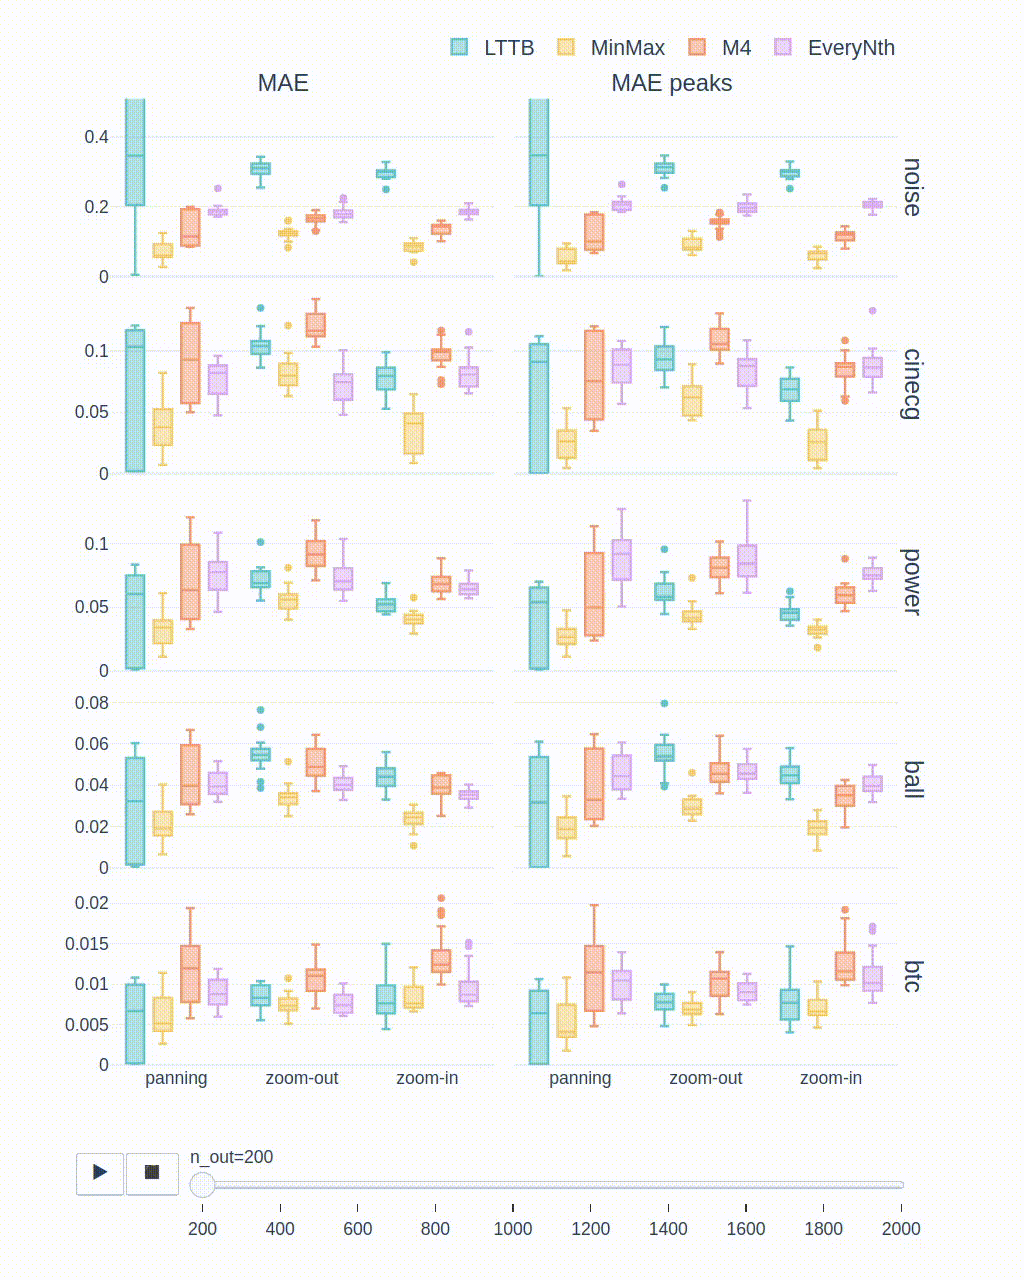 LTTB MinMax M4 EveryNth
MAE MAE peaks
0.4
0.2
0
noise
0.1
0.05
0
cinecg
0.1
0.05
0
power
0.08
0.06
0.04
0.02
0
ball
0.02
0.015
0.01
0.005
0
btc
panning zoom-out zoom-in panning zoom-out zoom-in
n_out=200
200 400 600 800 1000 1200 1400 1600 1800 2000